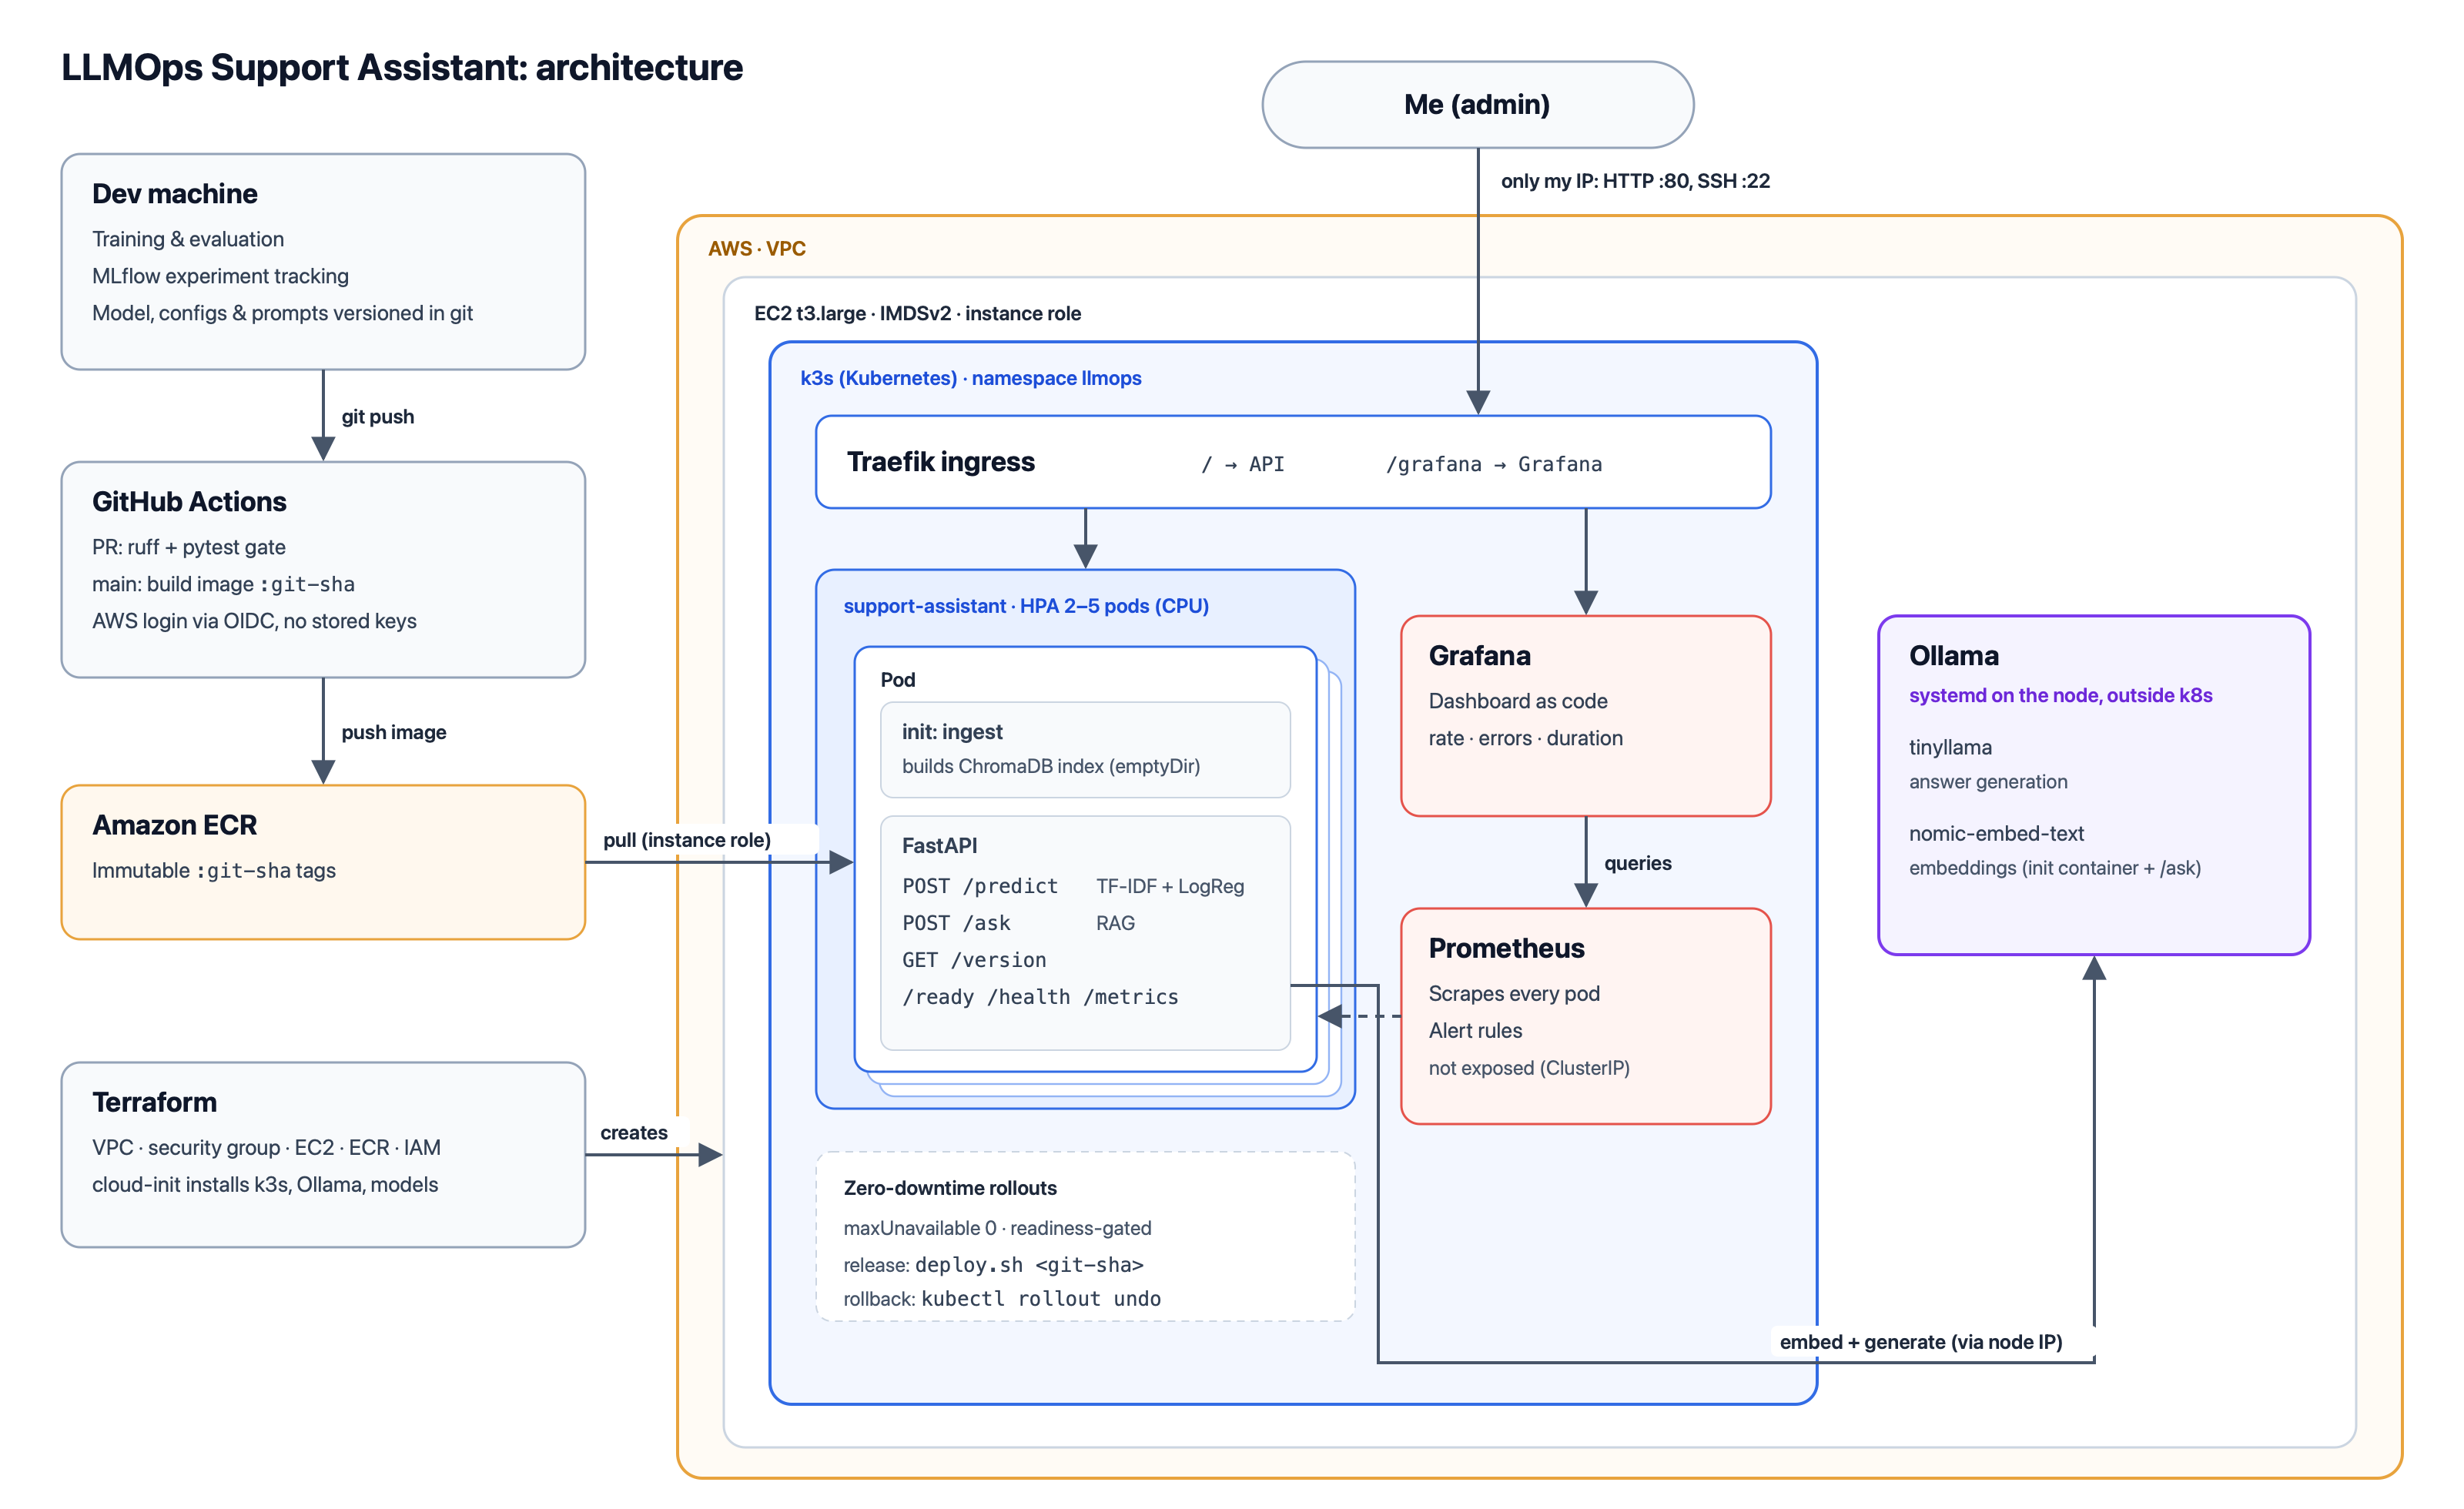 LLMOps Support Assistant: architecture
Me (admin)
only my IP: HTTP :80, SSH :22
Dev machine
Training & evaluation
MLflow experiment tracking
Model, configs & prompts versioned in git
git push
GitHub Actions
PR: ruff + pytest gate
main: build image :git-sha
AWS login via OIDC, no stored keys
push image
Amazon ECR
Immutable :git-sha tags
pull (instance role)
Terraform
VPC · security group · EC2 · ECR · IAM
cloud-init installs k3s, Ollama, models
creates
AWS · VPC
EC2 t3.large · IMDSv2 · instance role
k3s (Kubernetes) · namespace llmops
Traefik ingress / → API /grafana → Grafana
support-assistant · HPA 2–5 pods (CPU)
Pod
init: ingest
builds ChromaDB index (emptyDir)
FastAPI
POST /predict TF-IDF + LogReg
POST /ask RAG
GET /version
/ready /health /metrics
Grafana
Dashboard as code
rate · errors · duration
queries
Prometheus
Scrapes every pod
Alert rules
not exposed (ClusterIP)
Zero-downtime rollouts
maxUnavailable 0 · readiness-gated
release: deploy.sh <git-sha>
rollback: kubectl rollout undo
Ollama
systemd on the node, outside k8s
tinyllama
answer generation
nomic-embed-text
embeddings (init container + /ask)
embed + generate (via node IP)